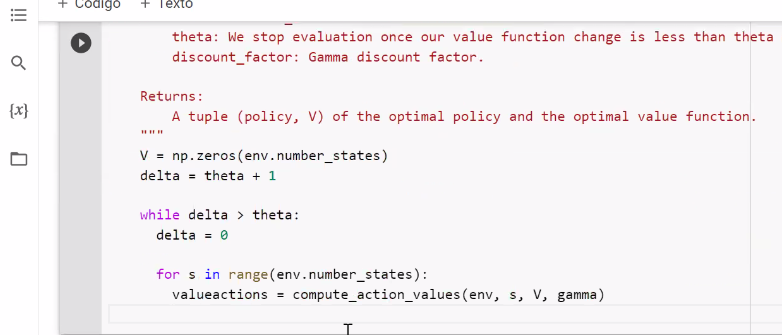 + Código + Texto
theta: We stop evaluation once our value function change is less than theta
discount_factor: Gamma discount factor.
Returns:
A tuple (policy, V) of the optimal policy and the optimal value function.
"""
V = np.zeros(env.number_states)
delta = theta + 1
while delta > theta:
delta = 0
for s in range(env.number_states):
valueactions = compute_action_values(env, s, V, gamma)
{x}